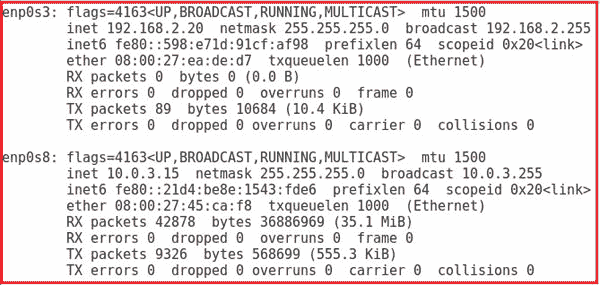 enp0s3: flags=4163<UP,BROADCAST,RUNNING,MULTICAST>  mtu 1500
inet 192.168.2.20  netmask 255.255.255.0  broadcast 192.168.2.255
inet6 fe80::598:e71d:91cf:af98  prefixlen 64  scopeid 0x20<link>
ether 08:00:27:ea:de:d7  txqueuelen 1000  (Ethernet)
RX packets 0  bytes 0 (0.0 B)
RX errors 0  dropped 0  overruns 0  frame 0
TX packets 89  bytes 10684 (10.4 KiB)
TX errors 0  dropped 0 overruns 0  carrier 0  collisions 0
enp0s8: flags=4163<UP,BROADCAST,RUNNING,MULTICAST>  mtu 1500
inet 10.0.3.15  netmask 255.255.255.0  broadcast 10.0.3.255
inet6 fe80::21d4:be8e:1543:fde6  prefixlen 64  scopeid 0x20<link>
ether 08:00:27:45:ca:f8  txqueuelen 1000  (Ethernet)
RX packets 42878  bytes 36886969 (35.1 MiB)
RX errors 0  dropped 0  overruns 0  frame 0
TX packets 9326  bytes 568699 (555.3 KiB)
TX errors 0  dropped 0 overruns 0  carrier 0  collisions 0